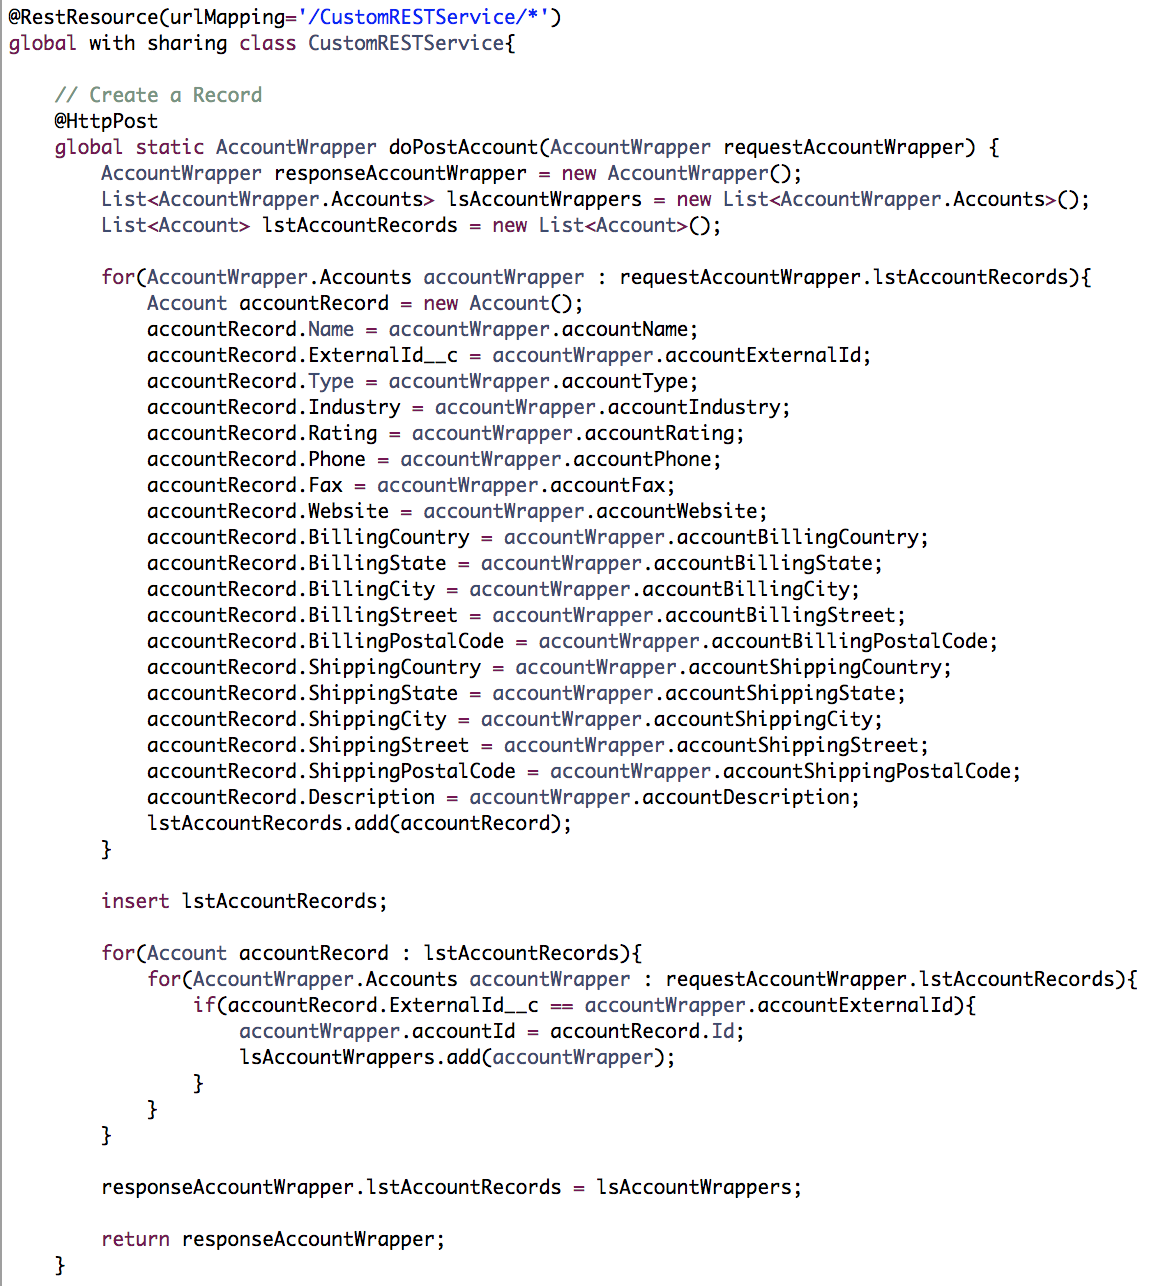 @RestResource(urlMapping='/CustomRESTService/*')
global with sharing class CustomRESTService{
// Create a Record
@HttpPost
global static AccountWrapper doPostAccount(AccountWrapper requestAccountWrapper) {
AccountWrapper responseAccountWrapper = new AccountWrapper();
List<AccountWrapper.Accounts> lsAccountWrappers = new List<AccountWrapper.Accounts>();
List<Account> lstAccountRecords = new List<Account>();
for(AccountWrapper.Accounts accountWrapper : requestAccountWrapper.lstAccountRecords){
Account accountRecord = new Account();
accountRecord.Name = accountWrapper.accountName;
accountRecord.ExternalId__c = accountWrapper.accountExternalId;
accountRecord.Type = accountWrapper.accountType;
accountRecord.Industry = accountWrapper.accountIndustry;
accountRecord.Rating = accountWrapper.accountRating;
accountRecord.Phone = accountWrapper.accountPhone;
accountRecord.Fax = accountWrapper.accountFax;
accountRecord.Website = accountWrapper.accountWebsite;
accountRecord.BillingCountry = accountWrapper.accountBillingCountry;
accountRecord.BillingState = accountWrapper.accountBillingState;
accountRecord.BillingCity = accountWrapper.accountBillingCity;
accountRecord.BillingStreet = accountWrapper.accountBillingStreet;
accountRecord.BillingPostalCode = accountWrapper.accountBillingPostalCode;
accountRecord.ShippingCountry = accountWrapper.accountShippingCountry;
accountRecord.ShippingState = accountWrapper.accountShippingState;
accountRecord.ShippingCity = accountWrapper.accountShippingCity;
accountRecord.ShippingStreet = accountWrapper.accountShippingStreet;
accountRecord.ShippingPostalCode = accountWrapper.accountShippingPostalCode;
accountRecord.Description = accountWrapper.accountDescription;
lstAccountRecords.add(accountRecord);
}
insert lstAccountRecords;
for(Account accountRecord : lstAccountRecords){
for(AccountWrapper.Accounts accountWrapper : requestAccountWrapper.lstAccountRecords){
if(accountRecord.ExternalId__c == accountWrapper.accountExternalId){
accountWrapper.accountId = accountRecord.Id;
lsAccountWrappers.add(accountWrapper);
}
}
}
responseAccountWrapper.lstAccountRecords = lsAccountWrappers;
return responseAccountWrapper;
}